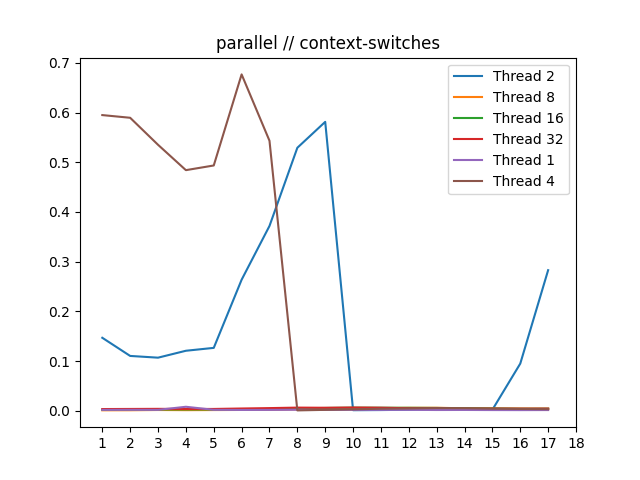 parallel // context-switches
0.7
0.6
0.5
0.4
0.3
0.2
0.1
0.0
Thread 2
Thread 8
Thread 16
Thread 32
Thread 1
Thread 4
1 2 3 4 5 6 7 8 9 10 11 12 13 14 15 16 17 18